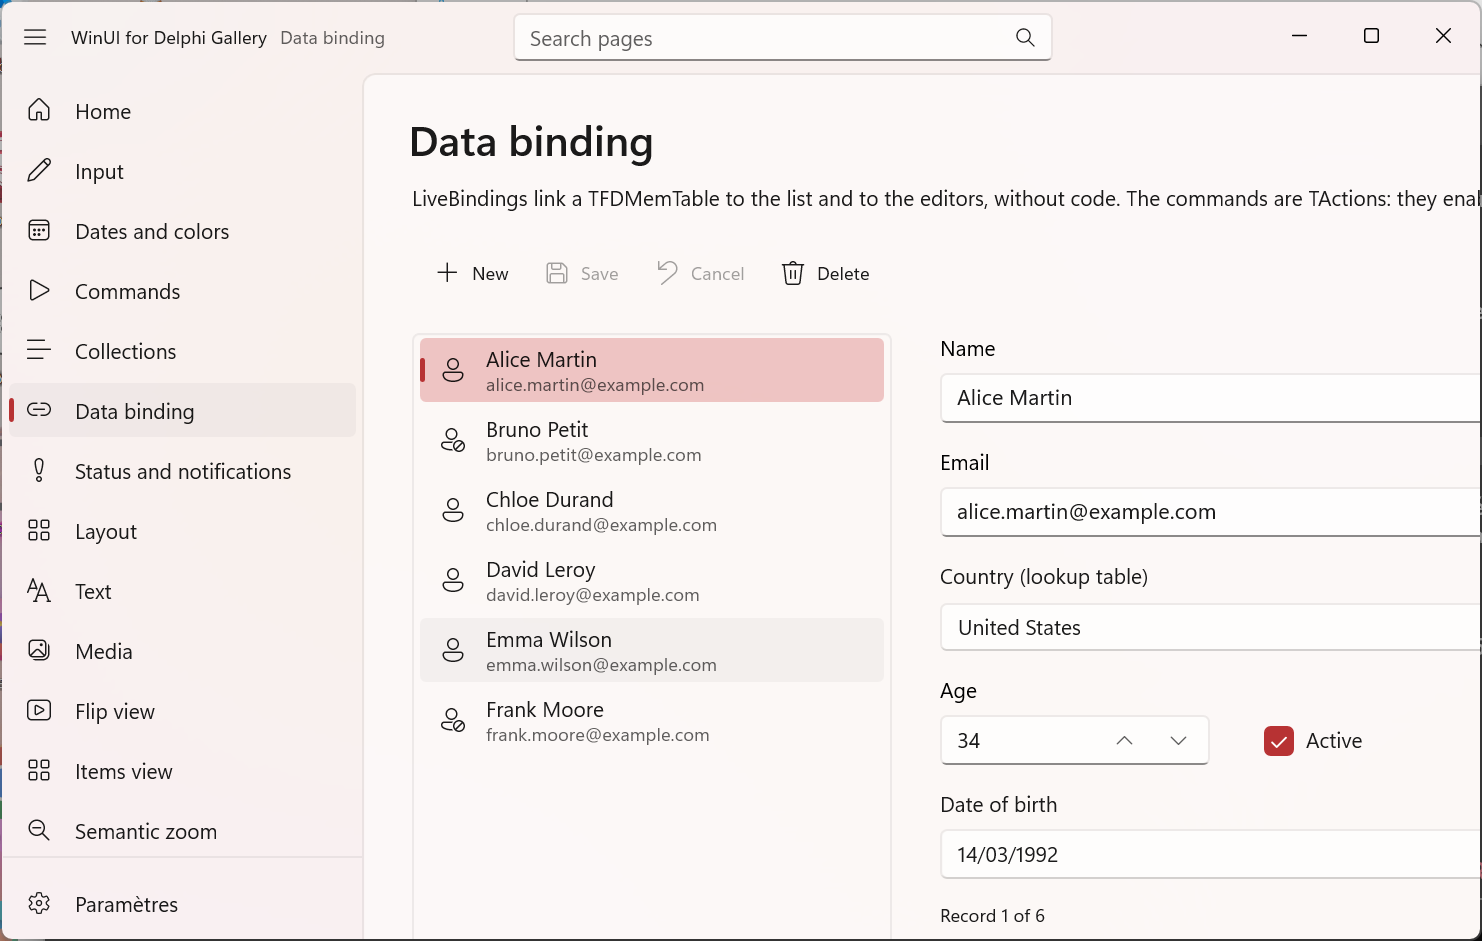 WinUI for Delphi Gallery Data binding
Search pages
Home
Input
Dates and colors
Commands
Collections
Data binding
Status and notifications
Layout
Text
Media
Flip view
Items view
Semantic zoom
Paramètres
Data binding
LiveBindings link a TFDMemTable to the list and to the editors, without code. The commands are TActions: they
New Save Cancel Delete
Alice Martin
alice.martin@example.com
Bruno Petit
bruno.petit@example.com
Chloe Durand
chloe.durand@example.com
David Leroy
david.leroy@example.com
Emma Wilson
emma.wilson@example.com
Frank Moore
frank.moore@example.com
Name
Alice Martin
Email
alice.martin@example.com
Country (lookup table)
United States
Age
34
Active
Date of birth
14/03/1992
Record 1 of 6